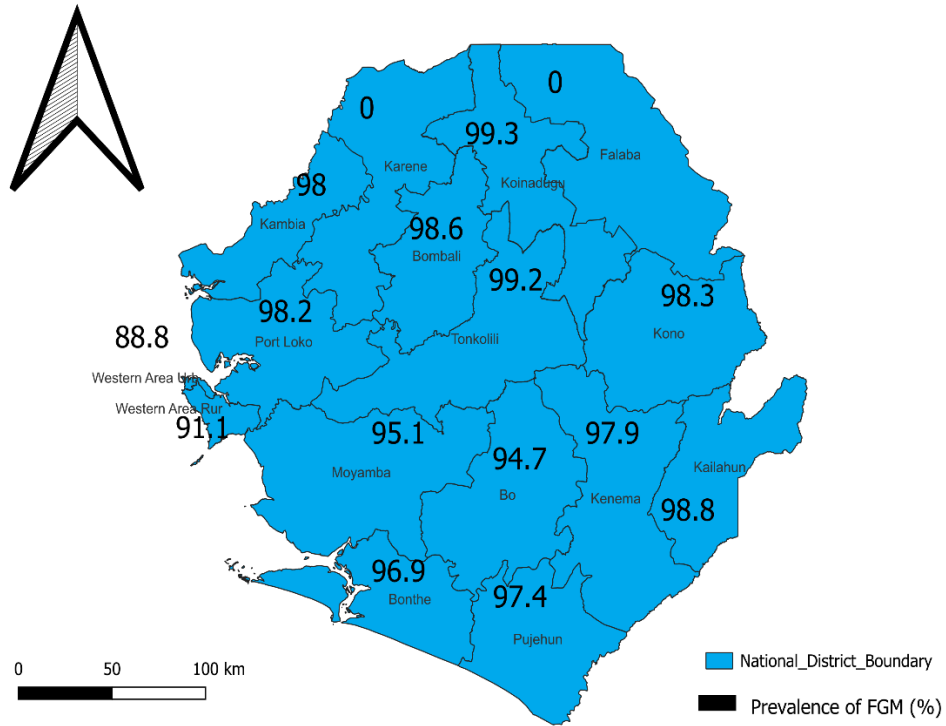 0
0
99.3
Karene
Falaba
Koinadugu
98
Kambia
98.6
Bombali
99.2
98.3
98.2
Kono
88.8
Port Loko
Tonkolili
Western Area Urb
Western Area Rur
91.1
95.1
97.9
94.7
Moyamba
Kailahun
Bo
Kenema
98.8
96.9
Bonthe
97.4
Pujehun
0 50 100 km
National_District_Boundary
Prevalence of FGM (%)